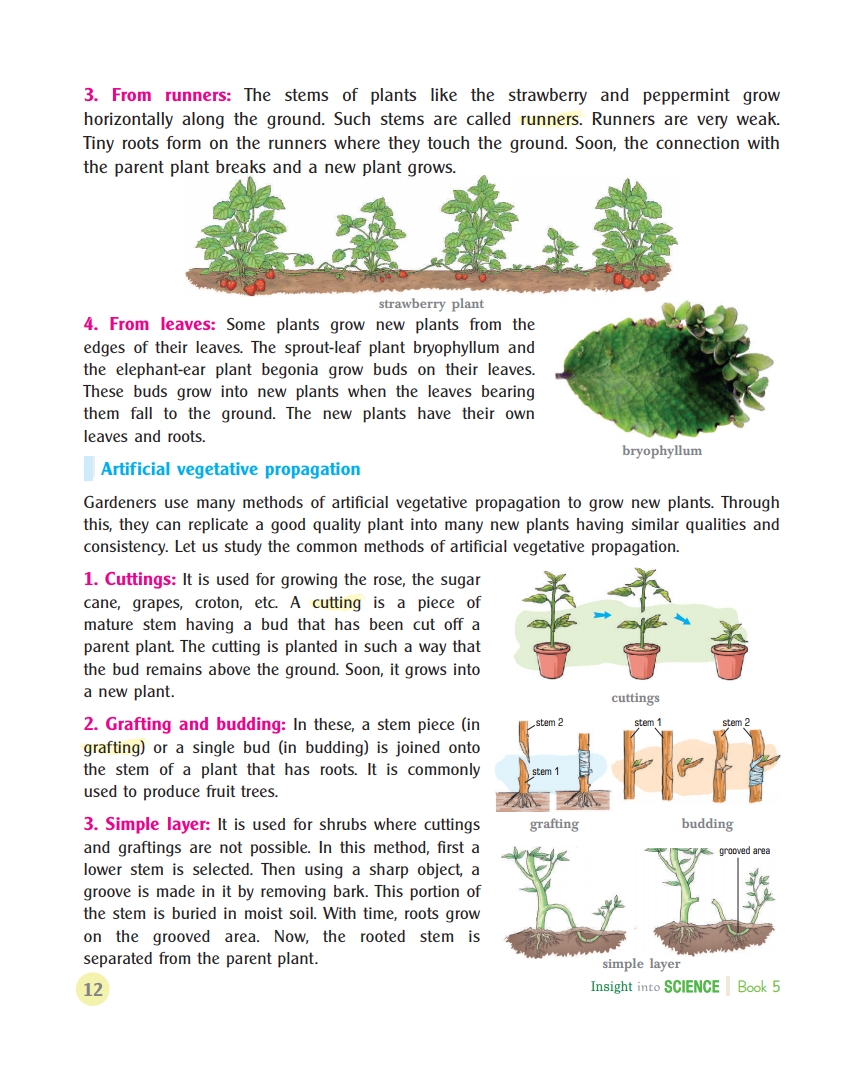 3. From runners: The stems of plants like the strawberry and peppermint grow
horizontally along the ground. Such stems are called runners. Runners are very weak.
Tiny roots form on the runners where they touch the ground. Soon, the connection with
the parent plant breaks and a new plant grows.
strawberry plant
4. From leaves: Some plants grow new plants from the
edges of their leaves. The sprout-leaf plant bryophyllum and
the elephant-ear plant begonia grow buds on their leaves.
These buds grow into new plants when the leaves bearing
them fall to the ground. The new plants have their own
leaves and roots.
bryophyllum
Artificial vegetative propagation
Gardeners use many methods of artificial vegetative propagation to grow new plants. Through
this, they can replicate a good quality plant into many new plants having similar qualities and
consistency. Let us study the common methods of artificial vegetative propagation.
1. Cuttings: It is used for growing the rose, the sugar
cane, grapes, croton, etc. A cutting is a piece of
mature stem having a bud that has been cut off a
parent plant. The cutting is planted in such a way that
the bud remains above the ground. Soon, it grows into
a new plant.
cuttings
2. Grafting and budding: In these, a stem piece (in
grafting) or a single bud (in budding) is joined onto
the stem of a plant that has roots. It is commonly
used to produce fruit trees.
stem 2
stem 1
grafting
stem 1
stem 2
budding
3. Simple layer: It is used for shrubs where cuttings
and graftings are not possible. In this method, first a
lower stem is selected. Then using a sharp object, a
groove is made in it by removing bark. This portion of
the stem is buried in moist soil. With time, roots grow
on the grooved area. Now, the rooted stem is
separated from the parent plant.
grooved area
simple layer
12
Insight into SCIENCE Book 5